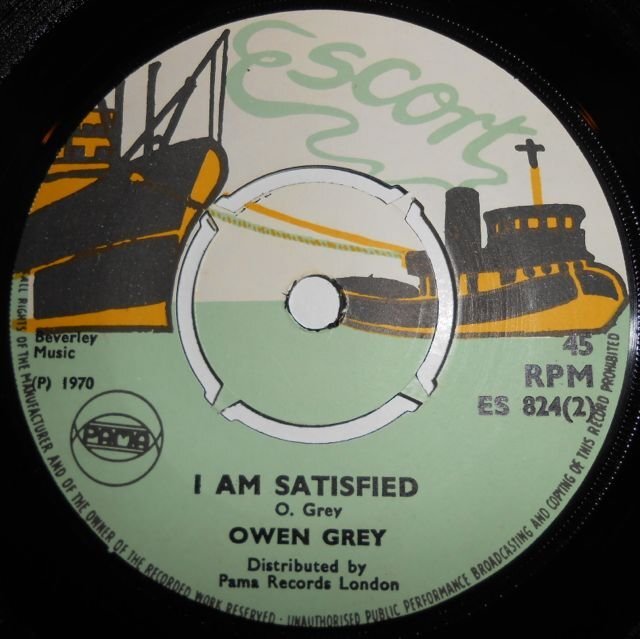 Escort
Beverley
Music
(P) 1970
PAMA
45
RPM
ES 824(2)
I AM SATISFIED
O. Grey
OWEN GREY
Distributed by
Pama Records London
ALL RIGHTS OF THE MANUFACTURER AND OF THE OWNER OF THE RECORDED WORK RESERVED · UNAUTHORISED PUBLIC PERFORMANCE BROADCASTING AND COPYING OF THIS RECORD PROHIBITED